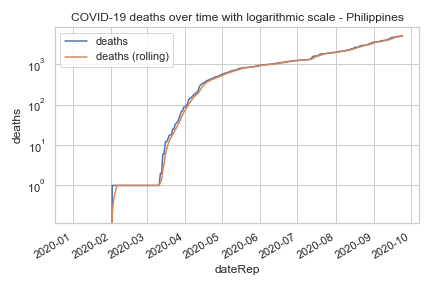 COVID-19 deaths over time with logarithmic scale - Philippines
deaths
deaths (rolling)
10³
10²
10¹
10⁰
deaths
2020-01
2020-02
2020-03
2020-04
2020-05
2020-06
2020-07
2020-08
2020-09
2020-10
dateRep